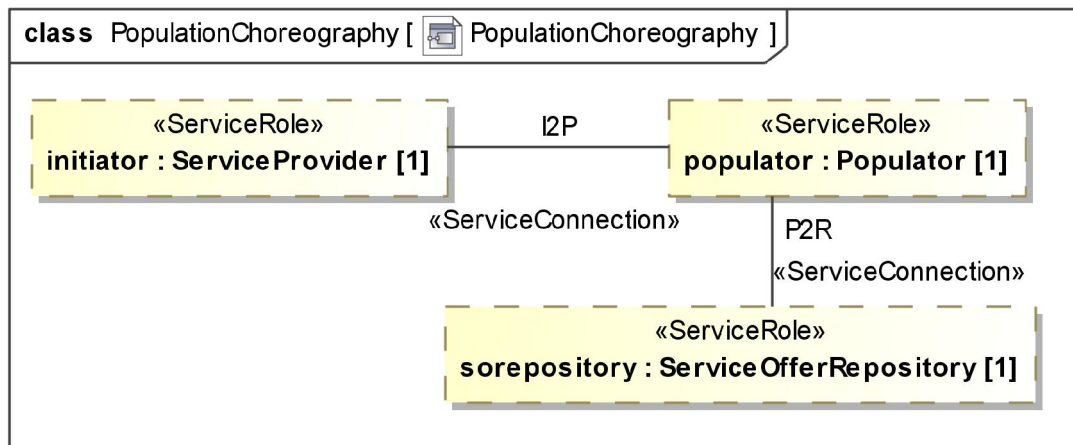 class PopulationChoreography [ PopulationChoreography ]
«ServiceRole»
initiator : ServiceProvider [1]
I2P
«ServiceConnection»
«ServiceRole»
populator : Populator [1]
P2R
«ServiceConnection»
«ServiceRole»
sorepository : ServiceOfferRepository [1]